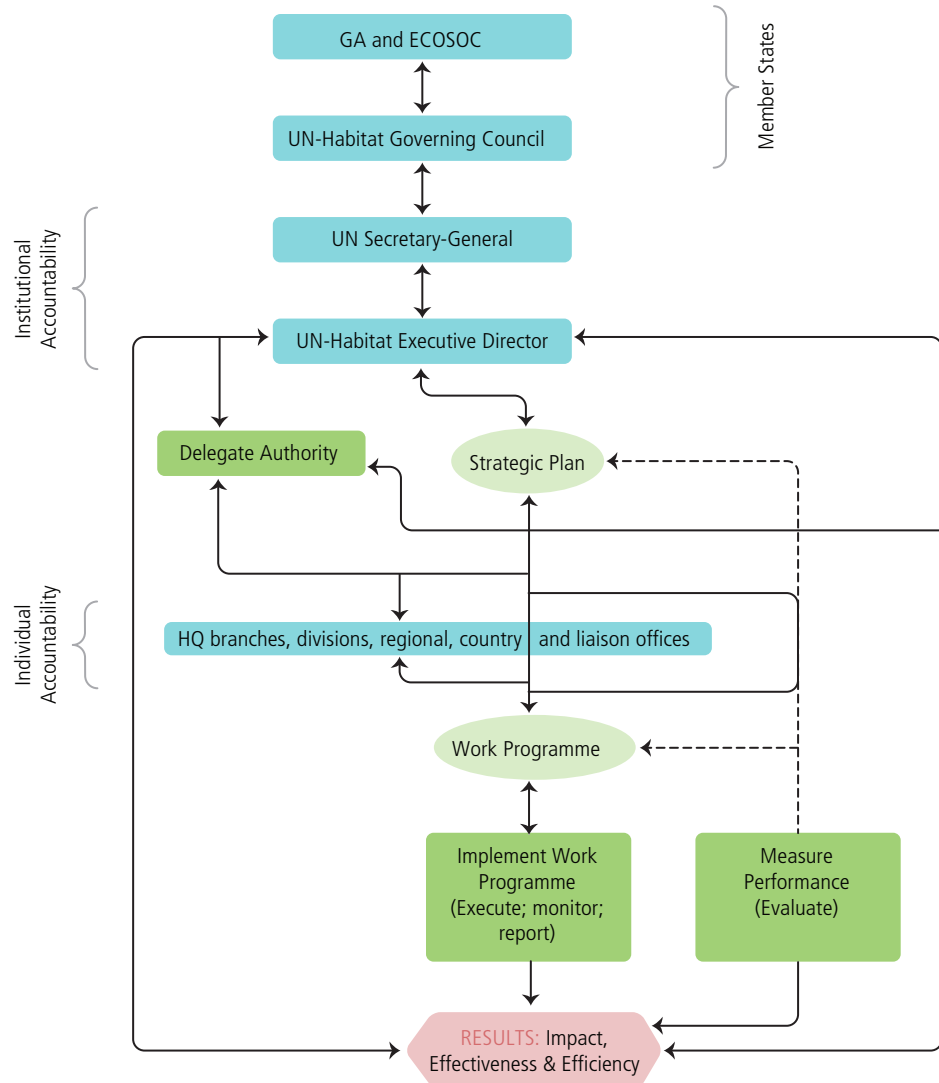 GA and ECOSOC
Member States
UN-Habitat Governing Council
Institutional
Accountability
UN Secretary-General
UN-Habitat Executive Director
Delegate Authority
Strategic Plan
Individual
Accountability
HQ branches, divisions, regional, country and liaison offices
Work Programme
Implement Work
Programme
(Execute; monitor;
report)
Measure
Performance
(Evaluate)
RESULTS: Impact,
Effectiveness & Efficiency